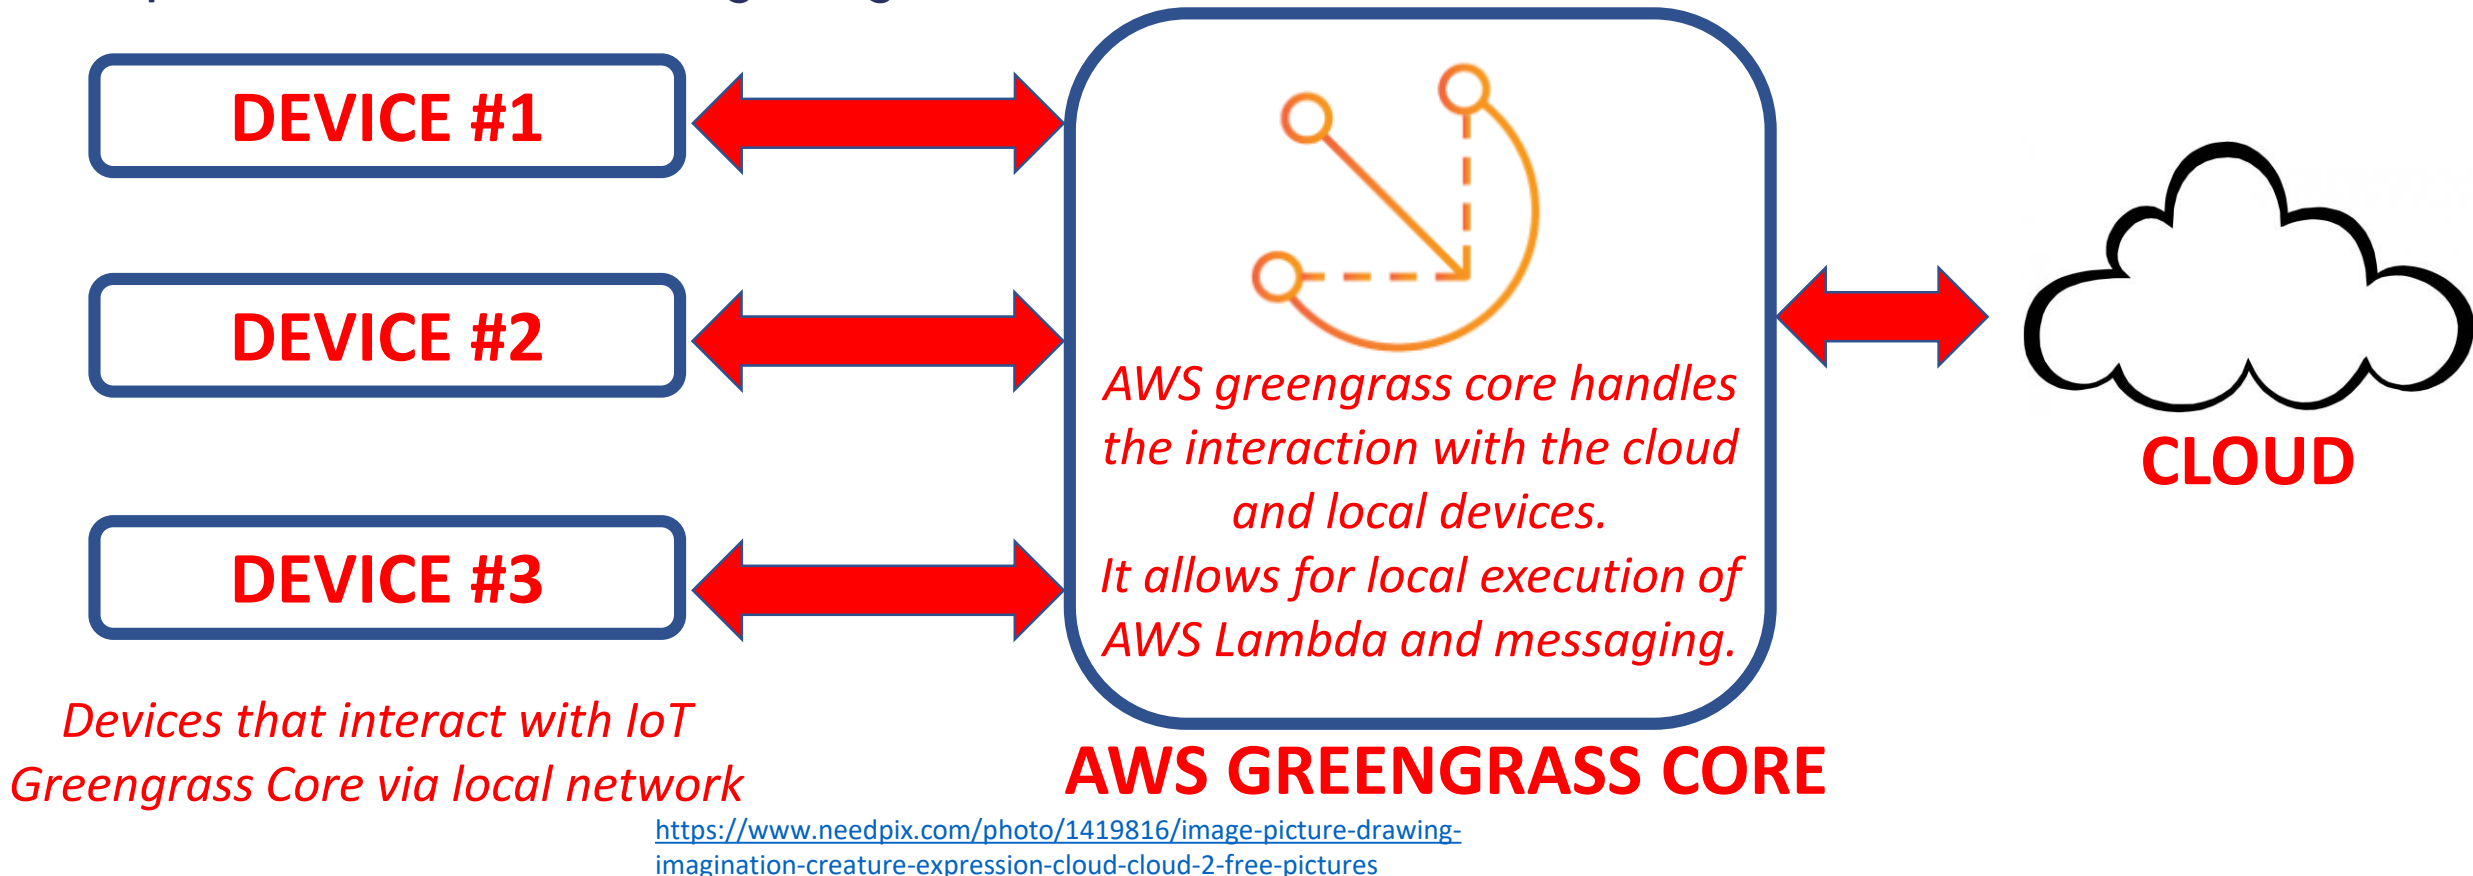 DEVICE #1
DEVICE #2
DEVICE #3
Devices that interact with IoT
Greengrass Core via local network
AWS greengrass core handles
the interaction with the cloud
and local devices.
It allows for local execution of
AWS Lambda and messaging.
AWS GREENGRASS CORE
CLOUD
https://www.needpix.com/photo/1419816/image-picture-drawing-
imagination-creature-expression-cloud-cloud-2-free-pictures